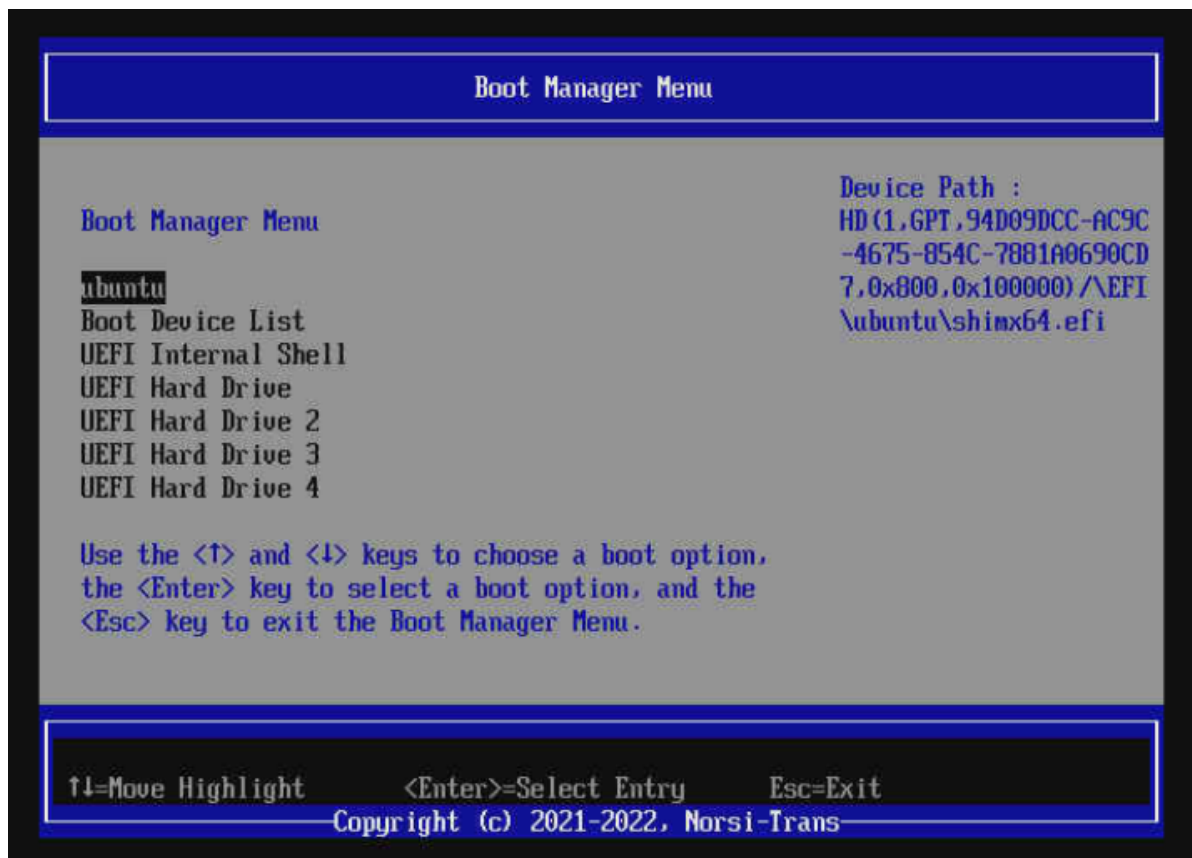 Boot Manager Menu
Boot Manager Menu
ubuntu
Boot Device List
UEFI Internal Shell
UEFI Hard Drive
UEFI Hard Drive 2
UEFI Hard Drive 3
UEFI Hard Drive 4
Use the <↑> and <↓> keys to choose a boot option,
the <Enter> key to select a boot option, and the
<Esc> key to exit the Boot Manager Menu.
Device Path :
HD(1,GPT,94D09DCC-AC9C
-4675-854C-7881A0690CD
7,0x800,0x100000)/\EFI
\ubuntu\shimx64.efi
↑↓=Move Highlight <Enter>=Select Entry Esc=Exit
Copyright (c) 2021-2022, Norsi-Trans